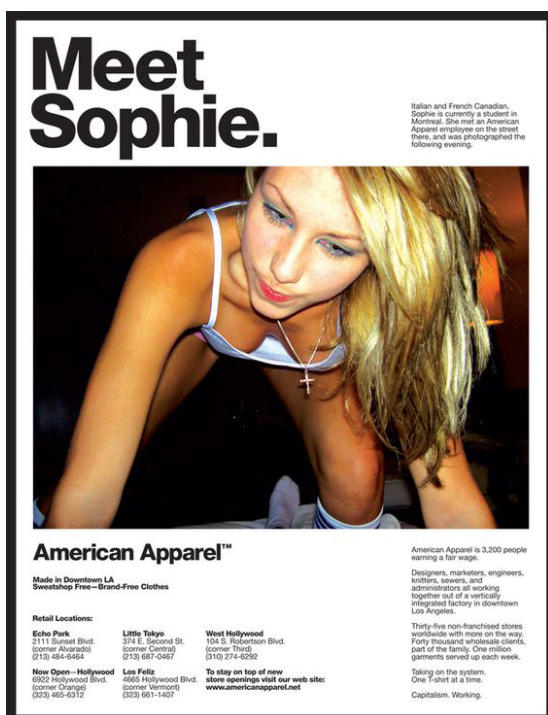 Meet
Sophie.
Italian and French Canadian,
Sophie is currently a student in
Montreal. She met an American
Apparel employee on the street
there, and was photographed the
following evening.
American Apparel™
Made in Downtown LA
Sweatshop Free—Brand-Free Clothes
Retail Locations:
Echo Park
2111 Sunset Blvd.
(corner Alvarado)
(213) 484-6464
Little Tokyo
374 E. Second St.
(corner Central)
(213) 687-0467
West Hollywood
104 S. Robertson Blvd.
(corner Third)
(310) 274-6292
Now Open—Hollywood
6922 Hollywood Blvd.
(corner Orange)
(323) 465-6312
Los Feliz
4665 Hollywood Blvd.
(corner Vermont)
(323) 661-1407
To stay on top of new
store openings visit our web site:
www.americanapparel.net
American Apparel is 3,200 people
earning a fair wage.
Designers, marketers, engineers,
knitters, sewers, and
administrators all working
together out of a vertically
integrated factory in downtown
Los Angeles.
Thirty-five non-franchised stores
worldwide with more on the way.
Forty thousand wholesale clients,
part of the family. One million
garments served up each week.
Taking on the system.
One T-shirt at a time.
Capitalism. Working.